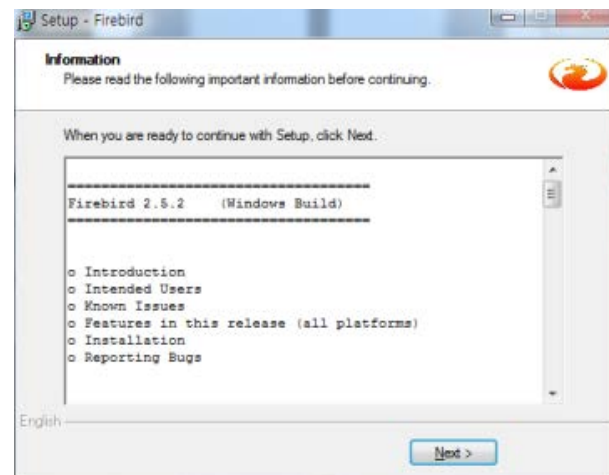 Setup - Firebird
Information
Please read the following important information before continuing.
When you are ready to continue with Setup, click Next.
Firebird 2.5.2 (Windows Build)
o Introduction
o Intended Users
o Known Issues
o Features in this release (all platforms)
o Installation
o Reporting Bugs
English
Next >